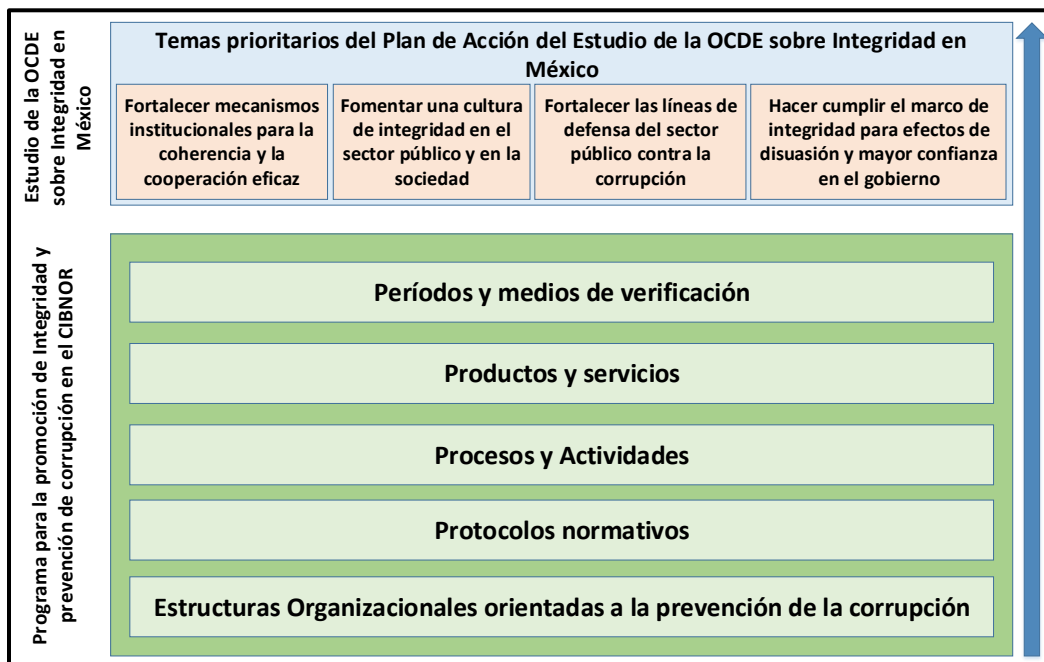 Estudio de la OCDE
sobre Integridad en
México
Temas prioritarios del Plan de Acción del Estudio de la OCDE sobre Integridad en
México
Fortalecer mecanismos
institucionales para la
coherencia y la
cooperación eficaz
Fomentar una cultura
de integridad en el
sector público y en la
sociedad
Fortalecer las líneas de
defensa del sector
público contra la
corrupción
Hacer cumplir el marco de
integridad para efectos de
disuasión y mayor confianza
en el gobierno
Programa para la promoción de Integridad y
prevención de corrupción en el CIBNOR
Períodos y medios de verificación
Productos y servicios
Procesos y Actividades
Protocolos normativos
Estructuras Organizacionales orientadas a la prevención de la corrupción